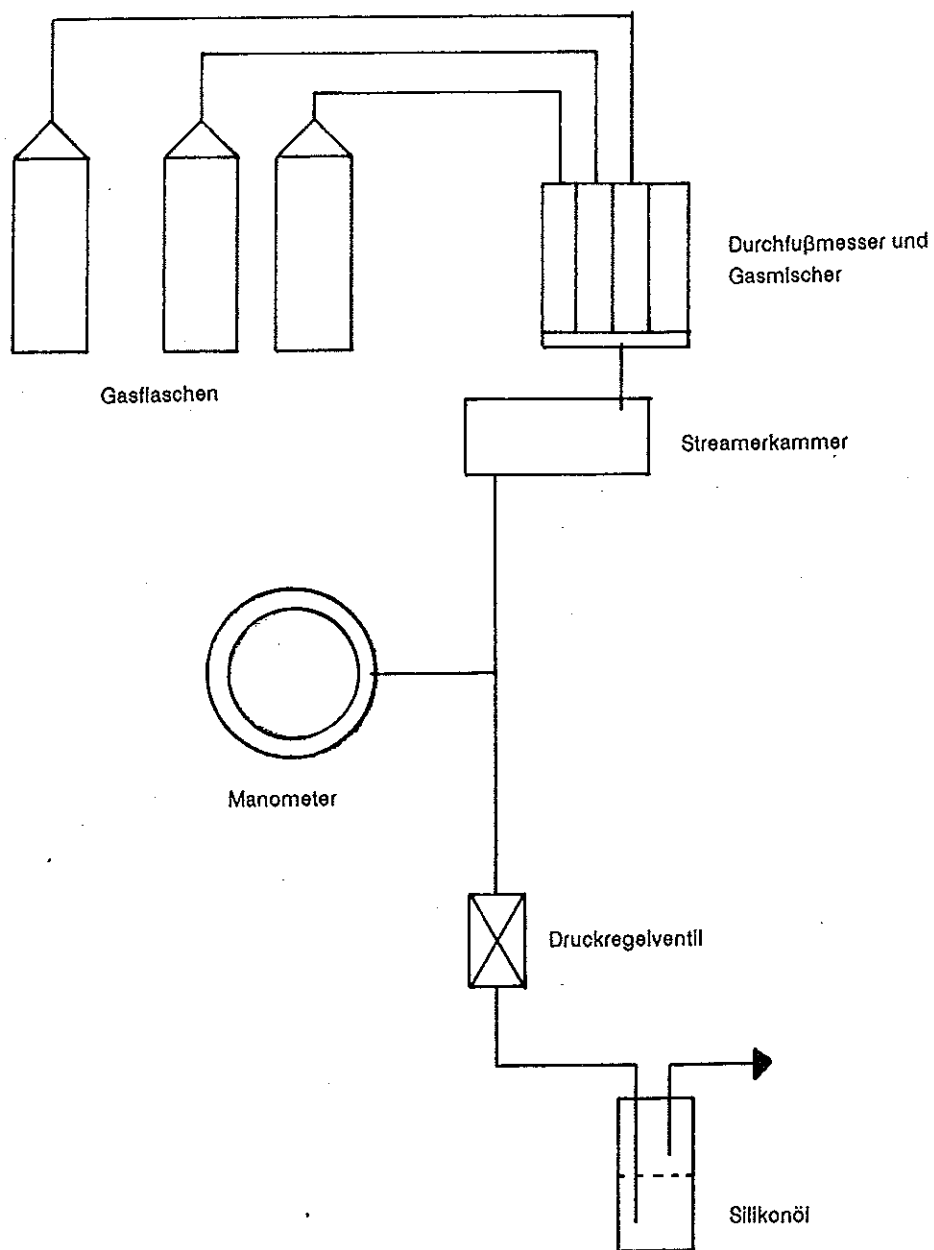 Durchfußmesser und
Gasmischer
Gasflaschen
Streamerkammer
Manometer
Druckregelventil
Silikonöl